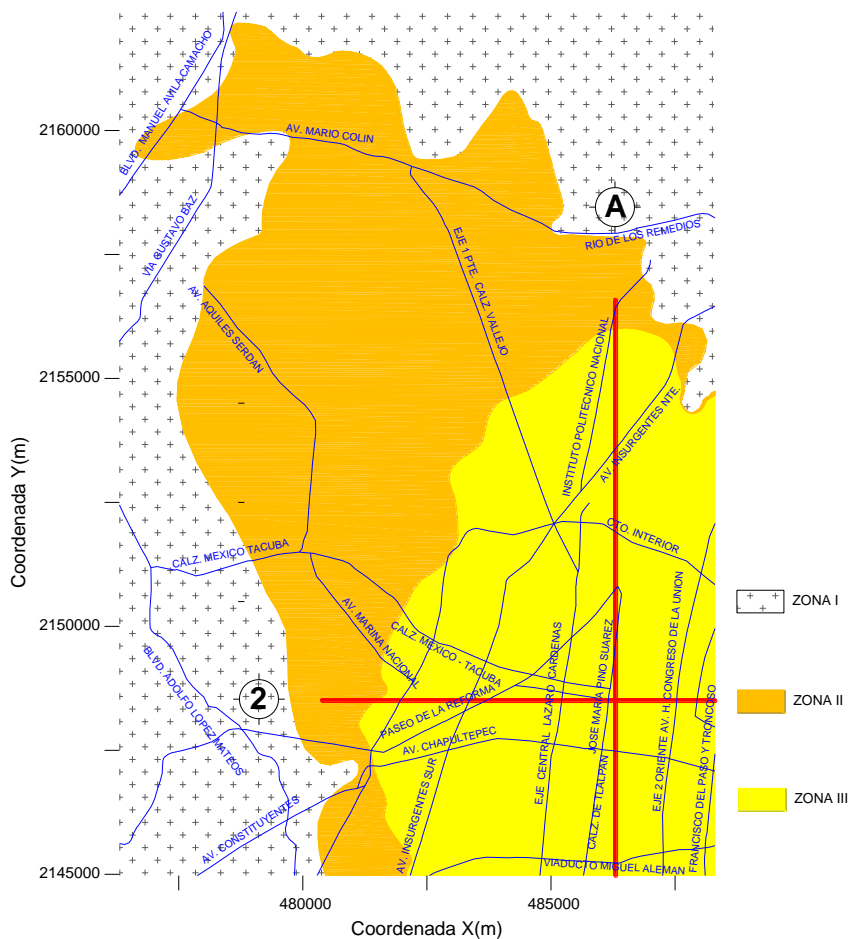 BLVD. MANUEL AVILA CAMACHO
2160000
AV. MARIO COLIN
A
RIO DE LOS REMEDIOS
VIA GUSTAVO BAZ
EJE 1 PTE. CALZ. VALLEJO
AV. AQUILES SERDAN
2155000
INSTITUTO POLITECNICO NACIONAL
AV. INSURGENTES NTE.
Coordenada Y(m)
CTO. INTERIOR
CALZ. MEXICO TACUBA
2150000
AV. MARINA NACIONAL
CALZ. MEXICO - TACUBA
EJE CENTRAL LAZARO CARDENAS
JOSE MARIA PINO SUAREZ
EJE 2 ORIENTE AV. H. CONGRESO DE LA UNION
ZONA I
BLVD. ADOLFO LOPEZ MATEOS
2
PASEO DE LA REFORMA
ZONA II
AV. CHAPULTEPEC
FRANCISCO DEL PASO Y TRONCOSO
AV. INSURGENTES SUR
CALZ. DE TLALPAN
ZONA III
AV. CONSTITUYENTES
VIADUCTO MIGUEL ALEMAN
2145000
480000
485000
Coordenada X(m)